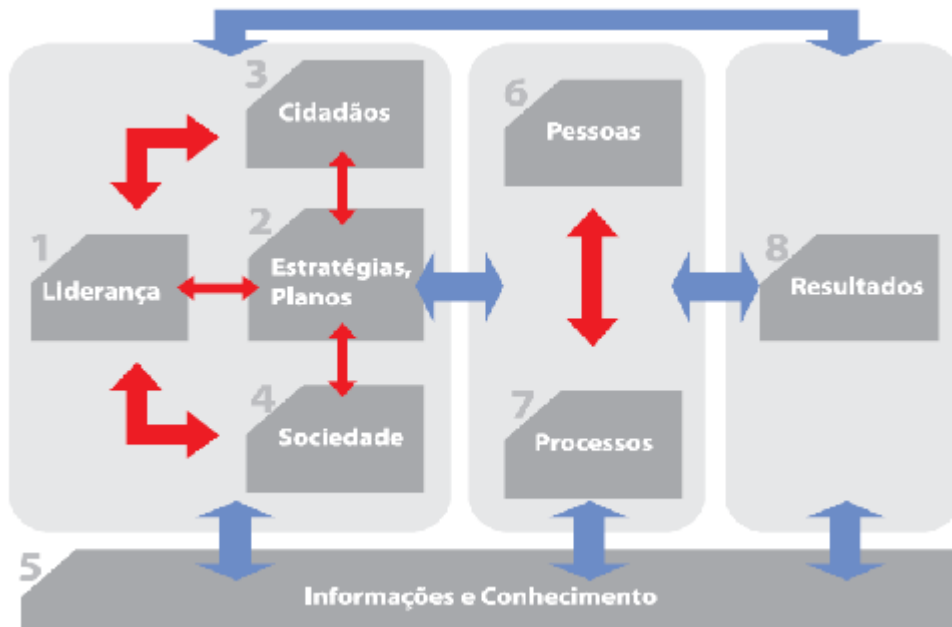 3
Cidadãos
6
Pessoas
1
Liderança
2
Estratégias,
Planos
8
Resultados
4
Sociedade
7
Processos
5
Informações e Conhecimento